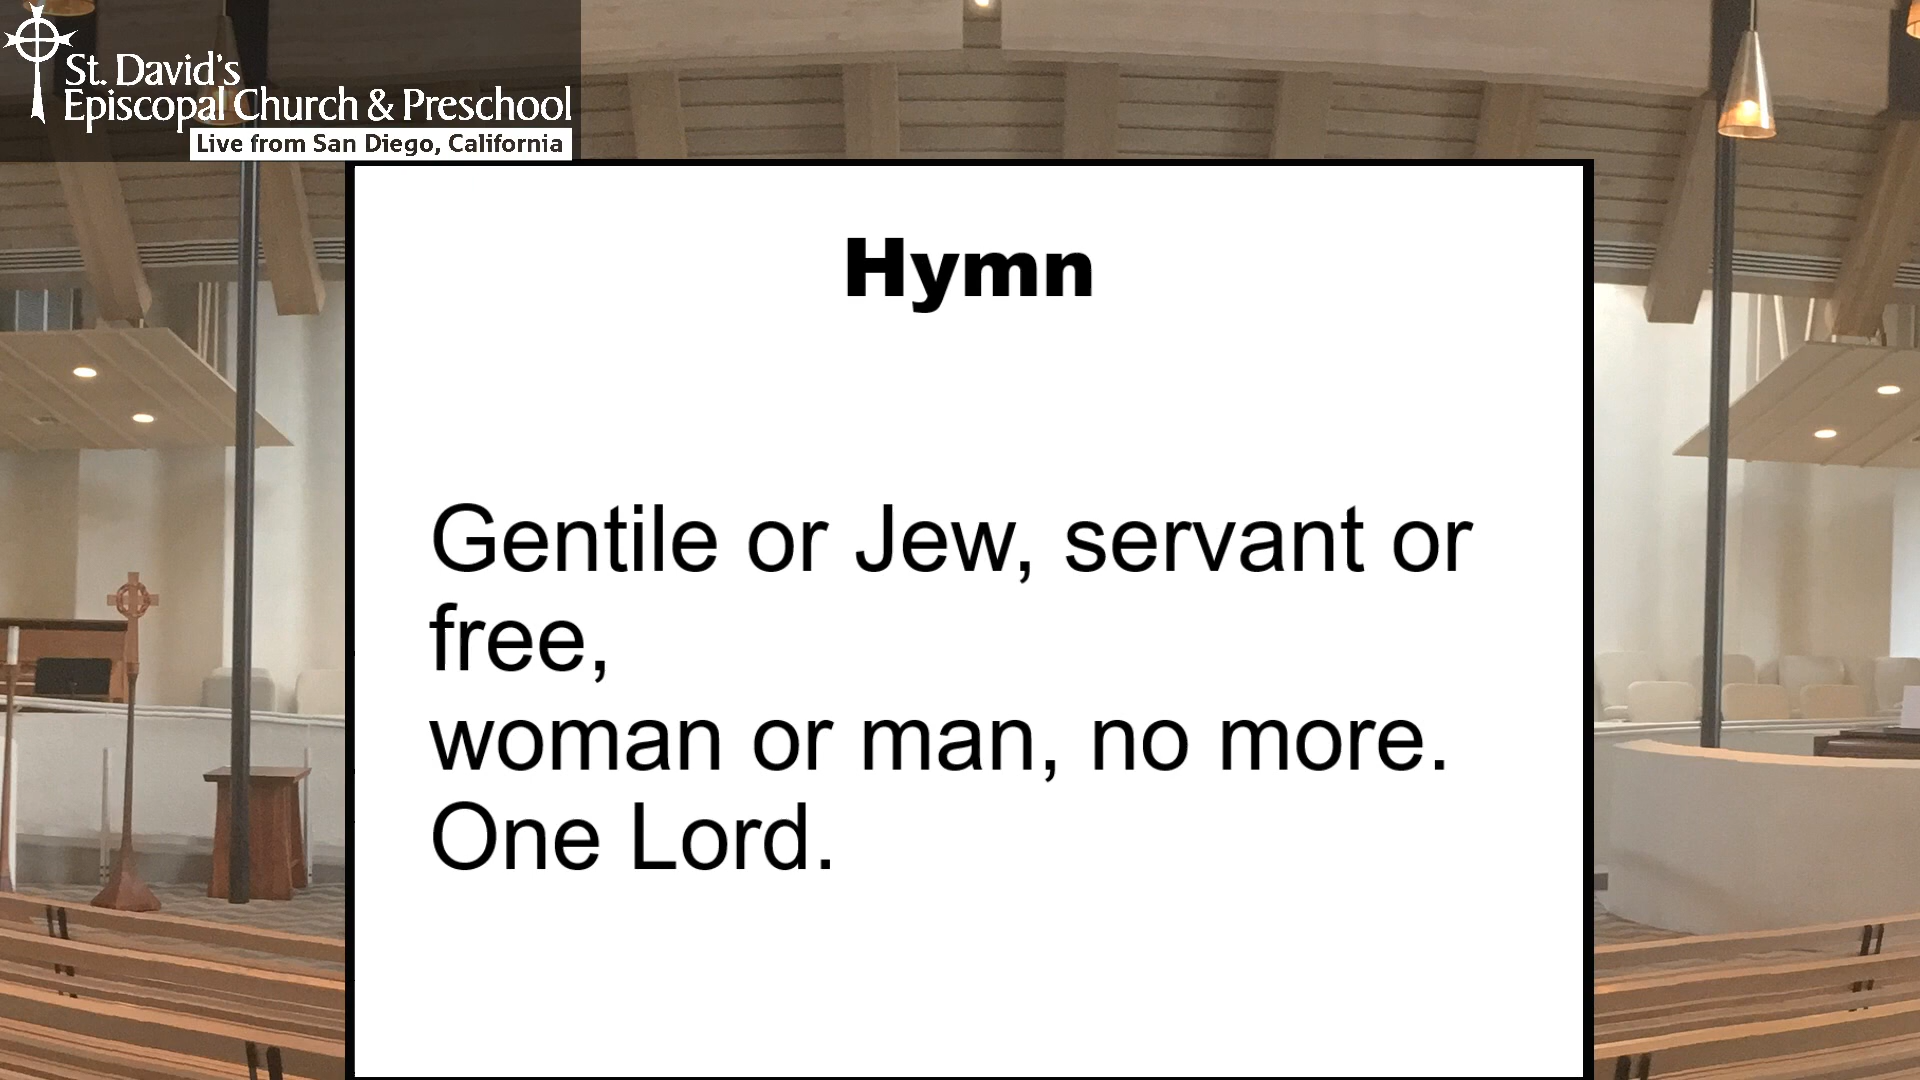 St. David's
Episcopal Church & Preschool
Live from San Diego, California
Hymn
Gentile or Jew, servant or
free,
woman or man, no more.
One Lord.